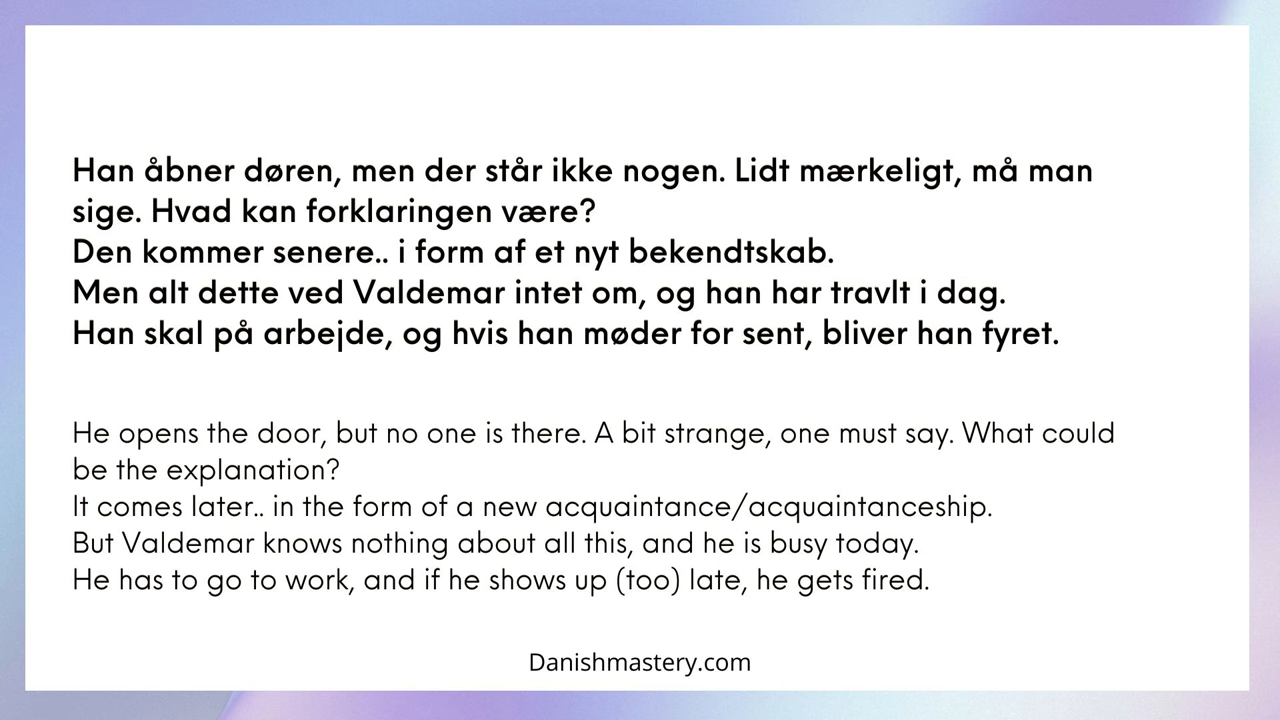 Han åbner døren, men der står ikke nogen. Lidt mærkeligt, må man
sige. Hvad kan forklaringen være?
Den kommer senere.. i form af et nyt bekendtskab.
Men alt dette ved Valdemar intet om, og han har travlt i dag.
Han skal på arbejde, og hvis han møder for sent, bliver han fyret.
He opens the door, but no one is there. A bit strange, one must say. What could
be the explanation?
It comes later.. in the form of a new acquaintance/acquaintanceship.
But Valdemar knows nothing about all this, and he is busy today.
He has to go to work, and if he shows up (too) late, he gets fired.
Danishmastery.com